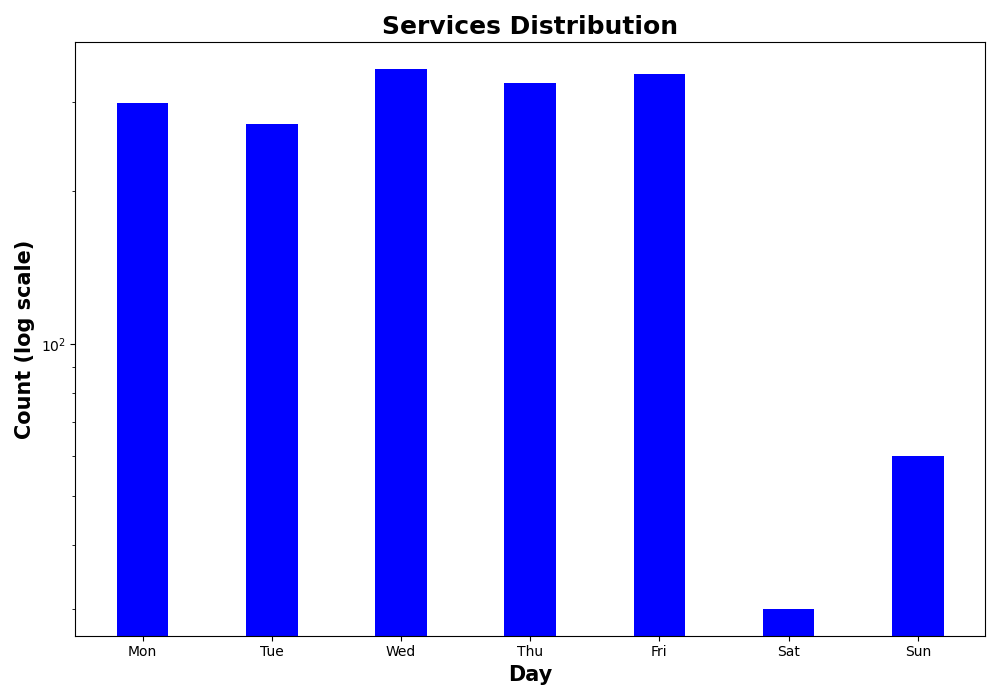 Services Distribution
Count (log scale)
10²
Mon Tue Wed Thu Fri Sat Sun
Day